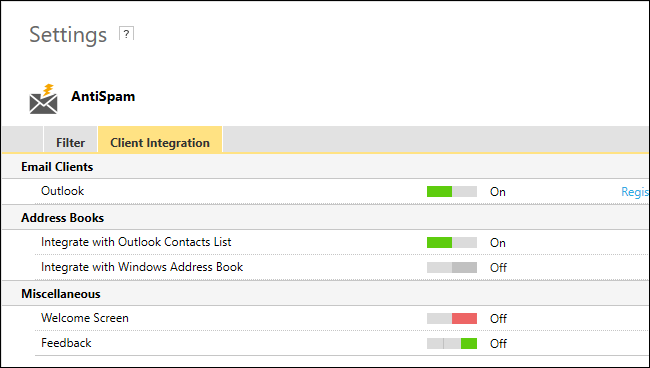 Settings ?
AntiSpam
Filter Client Integration
Email Clients
Outlook On Regis
Address Books
Integrate with Outlook Contacts List On
Integrate with Windows Address Book Off
Miscellaneous
Welcome Screen Off
Feedback Off